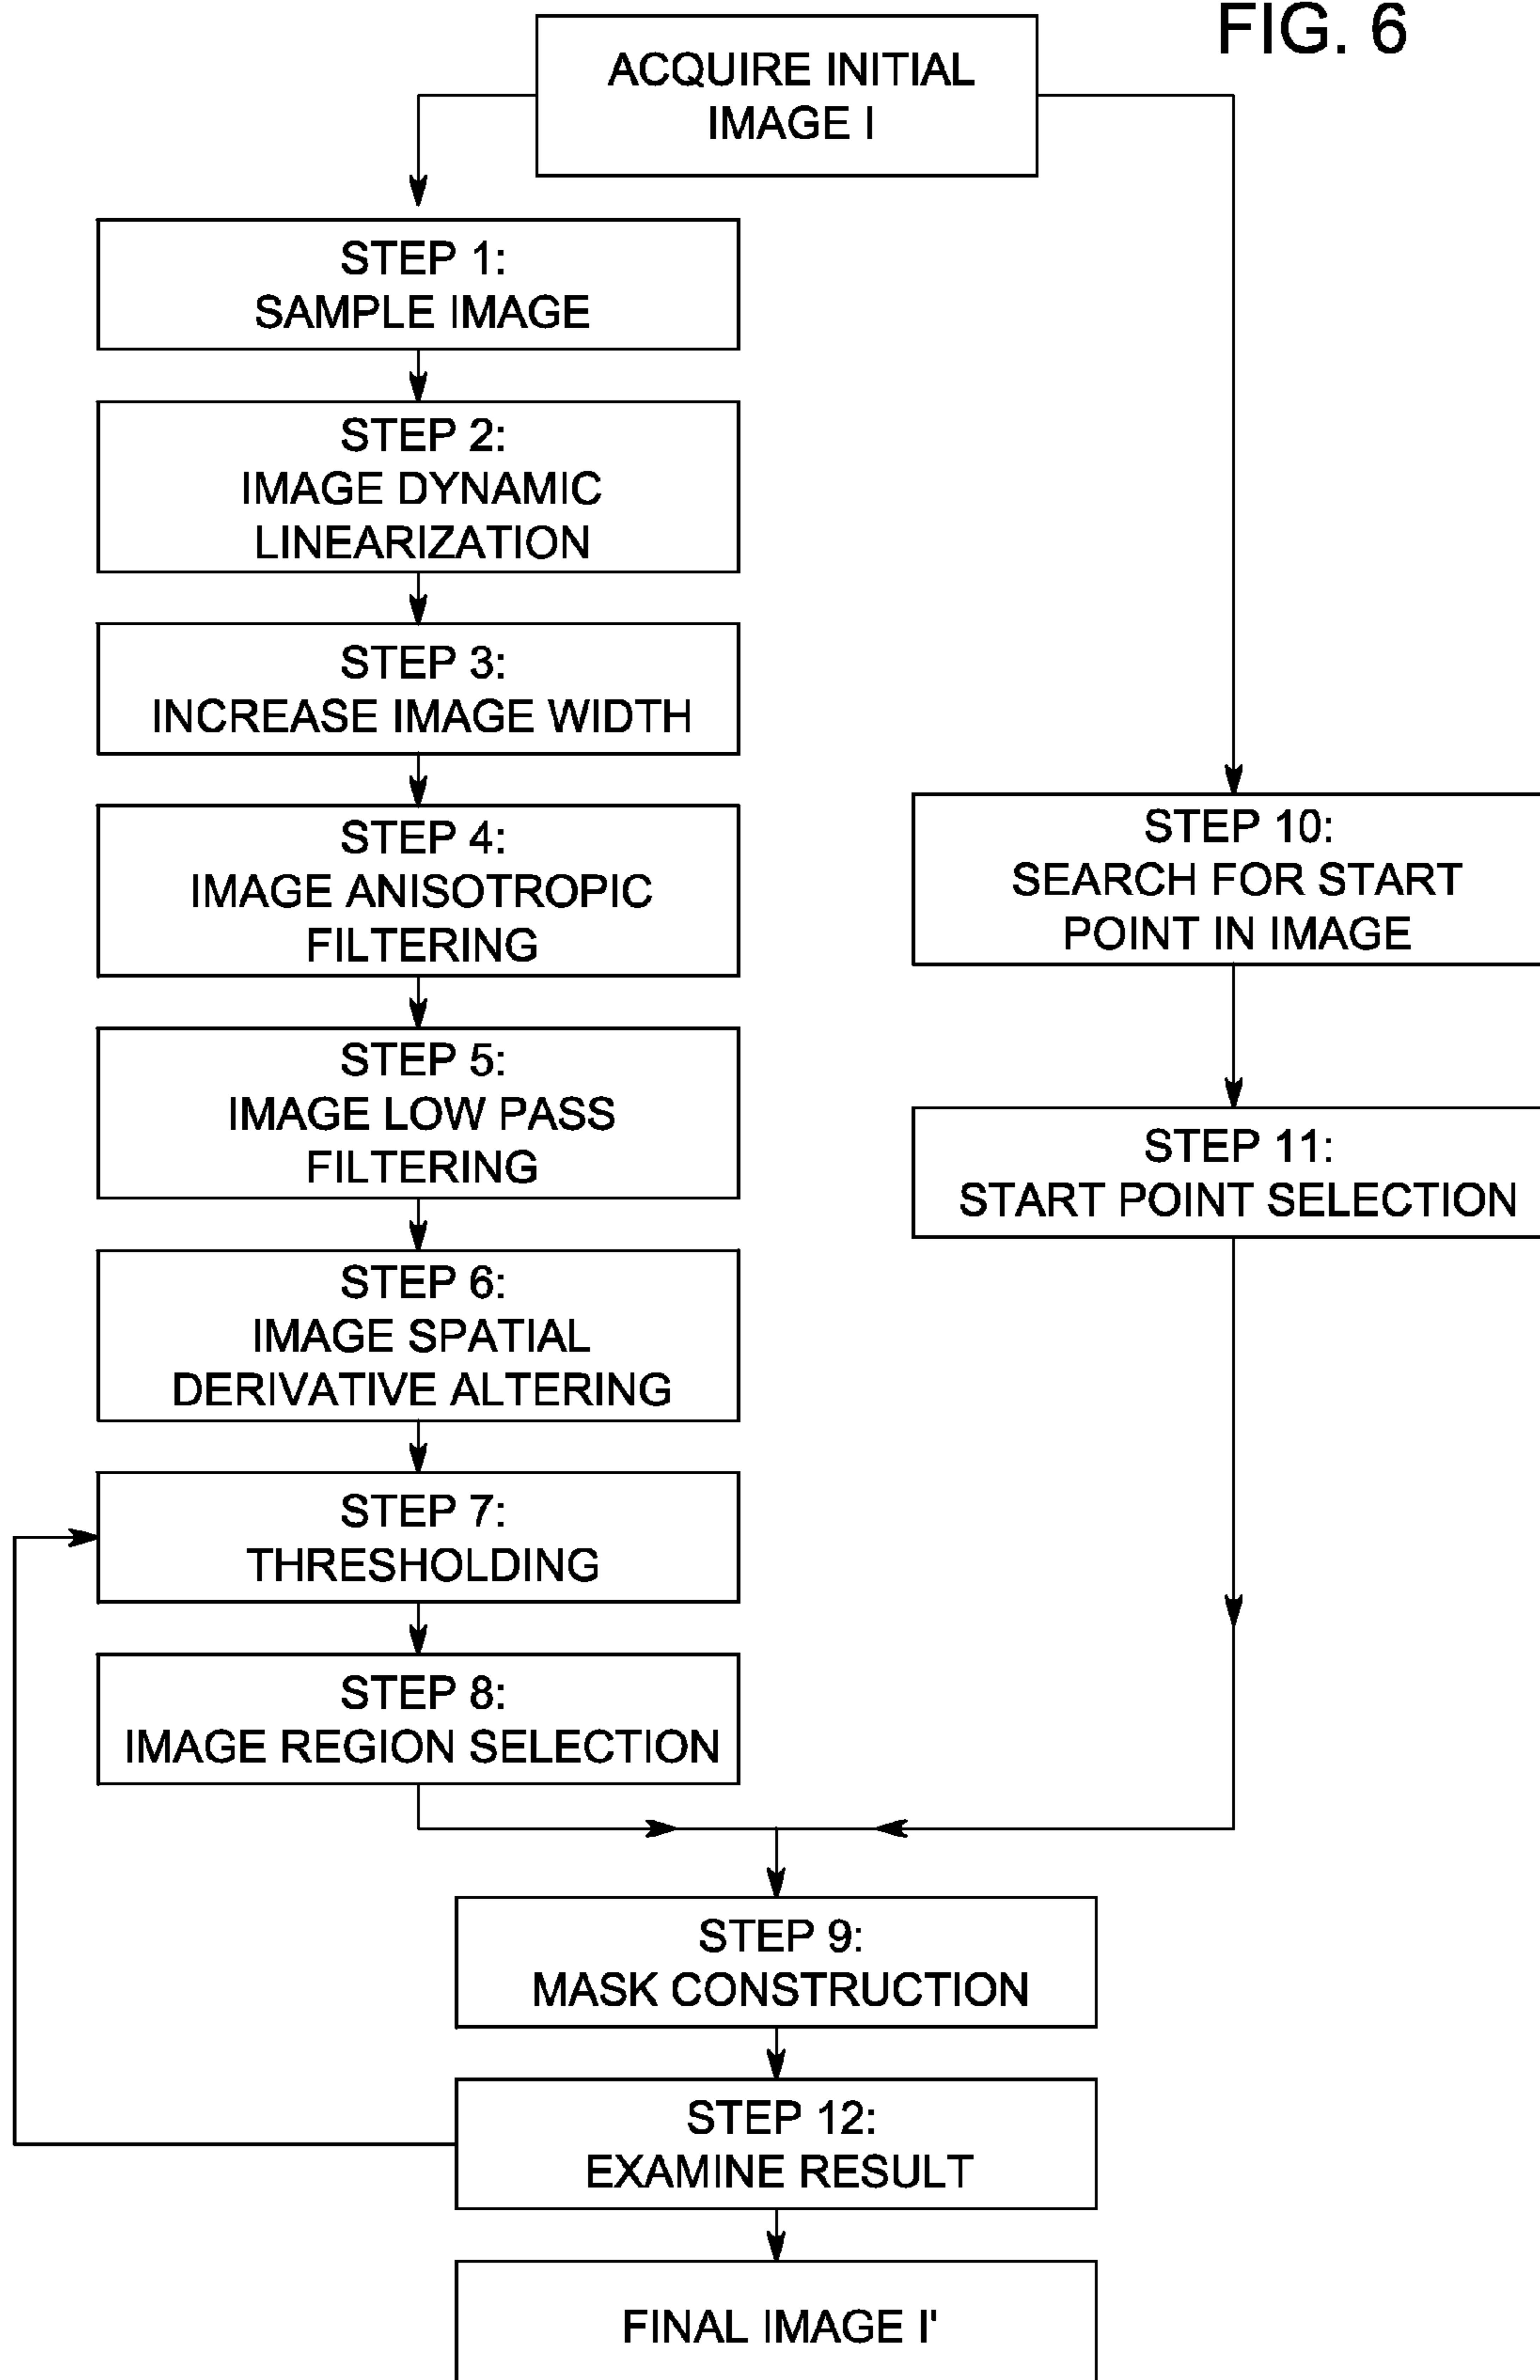 FIG. 6
ACQUIRE INITIAL
IMAGE I
STEP 1:
SAMPLE IMAGE
STEP 2:
IMAGE DYNAMIC
LINEARIZATION
STEP 3:
INCREASE IMAGE WIDTH
STEP 4:
IMAGE ANISOTROPIC
FILTERING
STEP 5:
IMAGE LOW PASS
FILTERING
STEP 6:
IMAGE SPATIAL
DERIVATIVE ALTERING
STEP 7:
THRESHOLDING
STEP 8:
IMAGE REGION SELECTION
STEP 10:
SEARCH FOR START
POINT IN IMAGE
STEP 11:
START POINT SELECTION
STEP 9:
MASK CONSTRUCTION
STEP 12:
EXAMINE RESULT
FINAL IMAGE I'